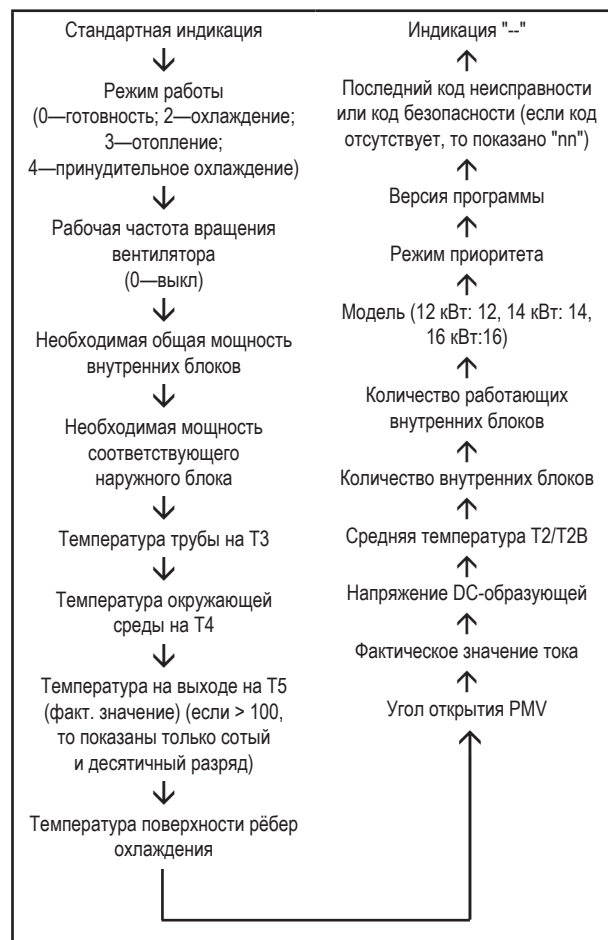 Стандартная индикация
Режим работы
(0—готовность; 2—охлаждение;
3—отопление;
4—принудительное охлаждение)
Рабочая частота вращения
вентилятора
(0—выкл)
Необходимая общая мощность
внутренних блоков
Необходимая мощность
соответствующего
наружного блока
Температура трубы на T3
Температура окружающей
среды на T4
Температура на выходе на T5
(факт. значение) (если > 100,
то показаны только сотый
и десятичный разряд)
Температура поверхности рёбер
охлаждения
Индикация "--"
Последний код неисправности
или код безопасности (если код
отсутствует, то показано "nn")
Версия программы
Режим приоритета
Модель (12 кВт: 12, 14 кВт: 14,
16 кВт:16)
Количество работающих
внутренних блоков
Количество внутренних блоков
Средняя температура T2/T2B
Напряжение DC-образующей
Фактическое значение тока
Угол открытия PMV